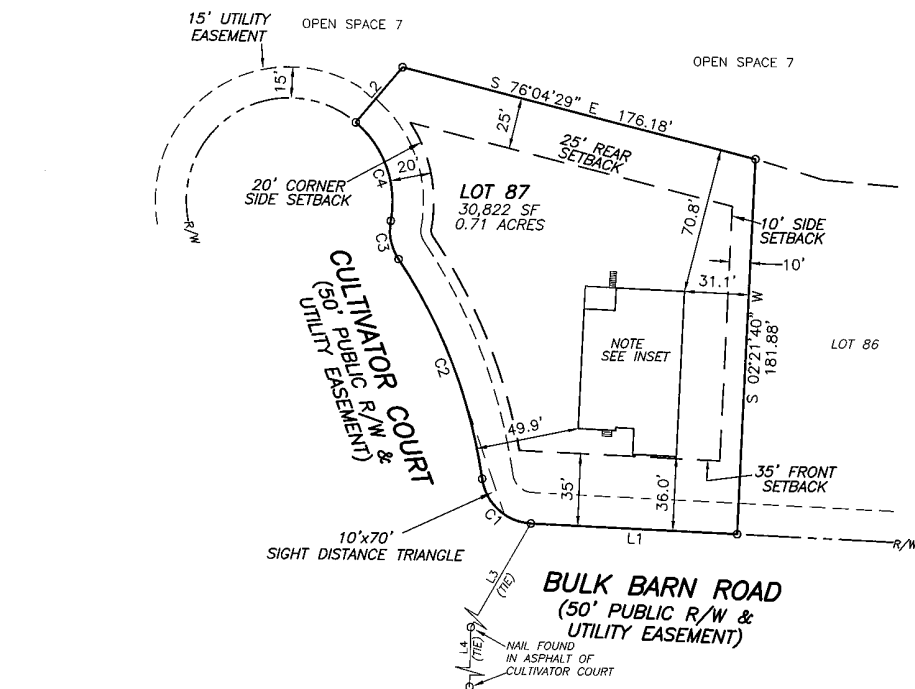 15' UTILITY
EASEMENT
OPEN SPACE 7
OPEN SPACE 7
15'
L2
S 76°04'29" E 176.18'
25'
25' REAR
SETBACK
C4
20'
20' CORNER
SIDE SETBACK
LOT 87
30,822 SF
0.71 ACRES
70.8'
10' SIDE
SETBACK
10'
R/W
C3
31.1'
CULTIVATOR COURT
(50' PUBLIC R/W &
UTILITY EASEMENT)
NOTE
SEE INSET
S 02°21'40" W
181.88'
LOT 86
C2
49.9'
35'
36.0'
35' FRONT
SETBACK
C1
10'x70'
SIGHT DISTANCE TRIANGLE
L1
R/W
L3
(TIE)
BULK BARN ROAD
(50' PUBLIC R/W &
UTILITY EASEMENT)
L4
(TIE)
NAIL FOUND
IN ASPHALT OF
CULTIVATOR COURT